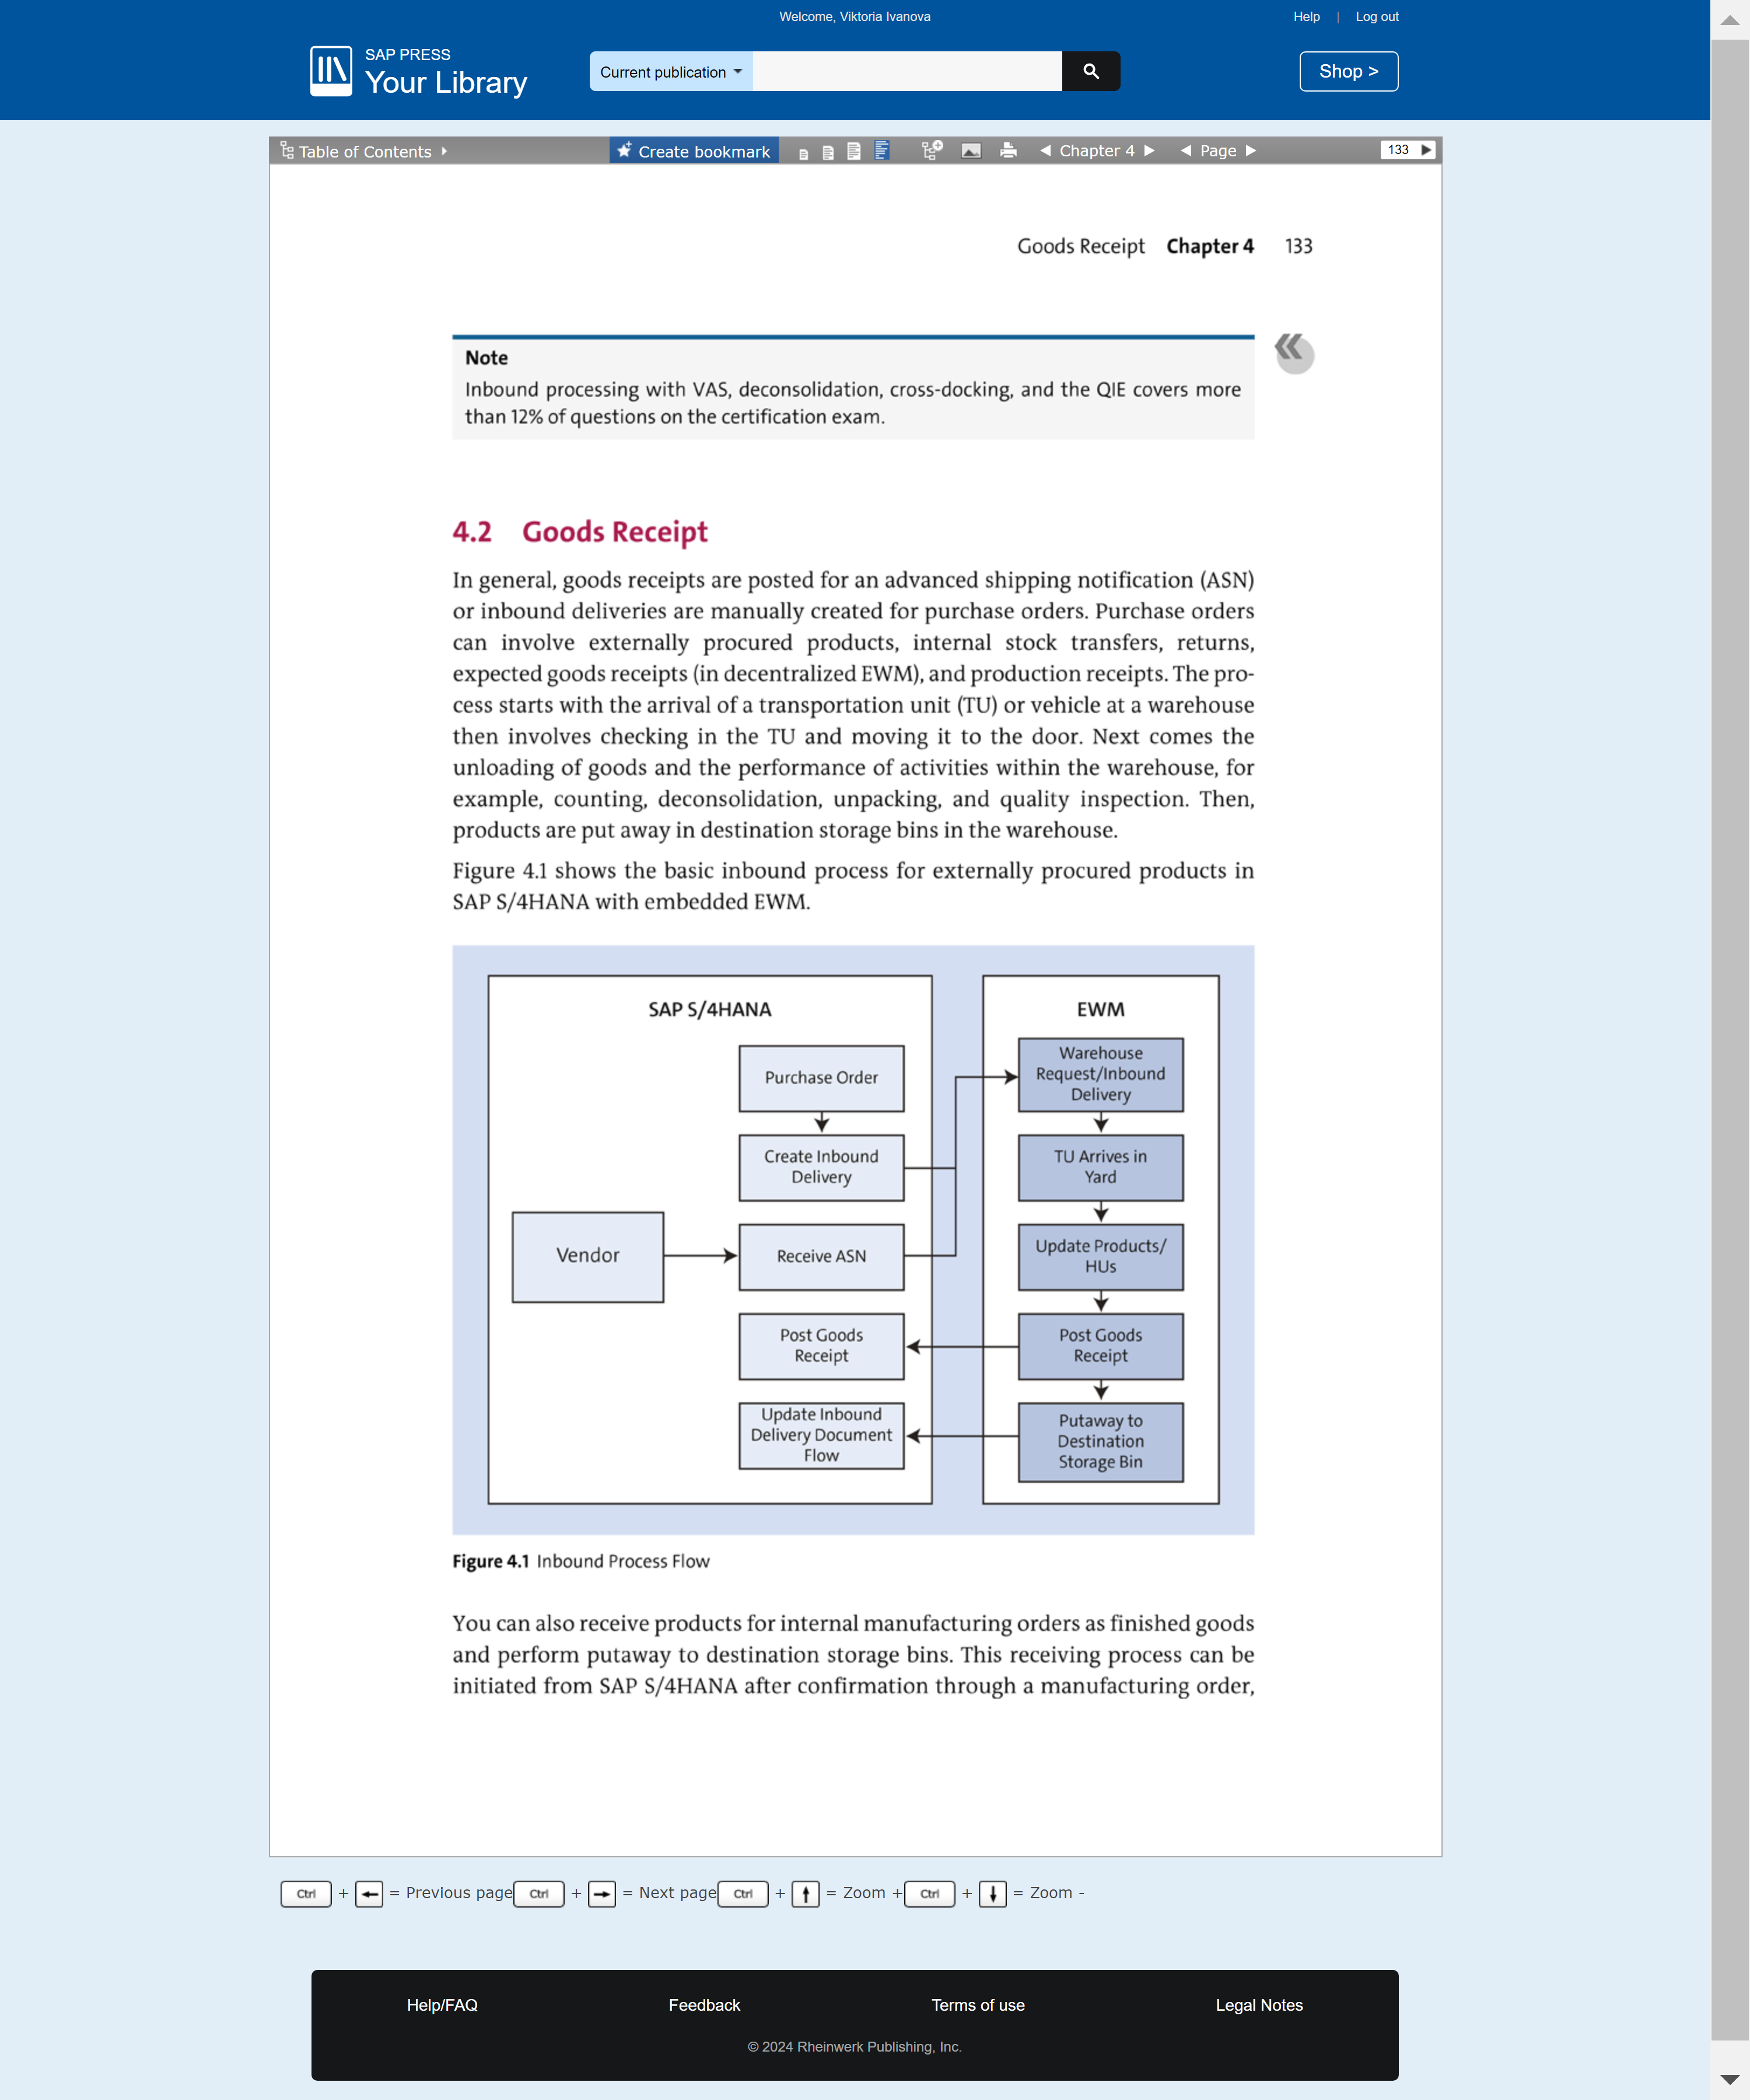 Welcome, Viktoria Ivanova
Help | Log out
SAP PRESS
Your Library
Current publication
Shop >
Table of Contents
Create bookmark
Chapter 4
Page
133
Goods Receipt Chapter 4 133
Note
Inbound processing with VAS, deconsolidation, cross-docking, and the QIE covers more
than 12% of questions on the certification exam.
4.2 Goods Receipt
In general, goods receipts are posted for an advanced shipping notification (ASN)
or inbound deliveries are manually created for purchase orders. Purchase orders
can involve externally procured products, internal stock transfers, returns,
expected goods receipts (in decentralized EWM), and production receipts. The pro-
cess starts with the arrival of a transportation unit (TU) or vehicle at a warehouse
then involves checking in the TU and moving it to the door. Next comes the
unloading of goods and the performance of activities within the warehouse, for
example, counting, deconsolidation, unpacking, and quality inspection. Then,
products are put away in destination storage bins in the warehouse.
Figure 4.1 shows the basic inbound process for externally procured products in
SAP S/4HANA with embedded EWM.
SAP S/4HANA
Purchase Order
Create Inbound
Delivery
Vendor
Receive ASN
Post Goods
Receipt
Update Inbound
Delivery Document
Flow
EWM
Warehouse
Request/Inbound
Delivery
TU Arrives in
Yard
Update Products/
HUs
Post Goods
Receipt
Putaway to
Destination
Storage Bin
Figure 4.1 Inbound Process Flow
You can also receive products for internal manufacturing orders as finished goods
and perform putaway to destination storage bins. This receiving process can be
initiated from SAP S/4HANA after confirmation through a manufacturing order,
Ctrl + ← = Previous page Ctrl + → = Next page Ctrl + ↑ = Zoom + Ctrl + ↓ = Zoom -
Help/FAQ
Feedback
Terms of use
Legal Notes
© 2024 Rheinwerk Publishing, Inc.